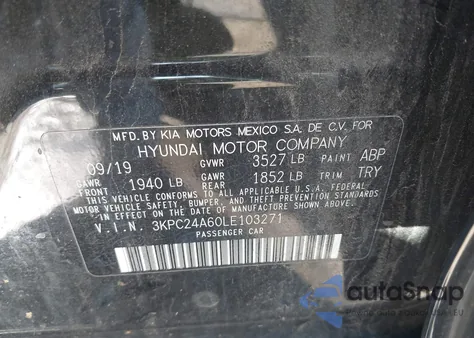 MFD. BY KIA MOTORS MEXICO S.A. DE C.V. FOR
HYUNDAI MOTOR COMPANY
09/19 GVWR 3527 LB PAINT ABP
GAWR FRONT 1940 LB GAWR REAR 1852 LB TRIM TRY
THIS VEHICLE CONFORMS TO ALL APPLICABLE U.S. FEDERAL
MOTOR VEHICLE SAFETY, BUMPER, AND THEFT PREVENTION STANDARDS
IN EFFECT ON THE DATE OF MANUFACTURE SHOWN ABOVE.
V.I.N. 3KPC24A60LE103271
PASSENGER CAR
autoSnap